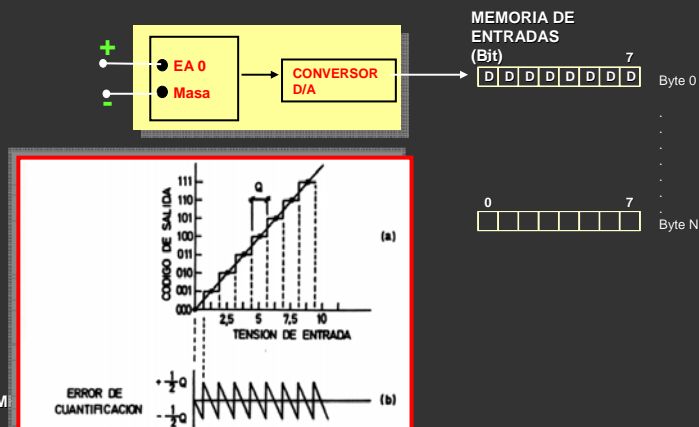 MEMORIA DE
ENTRADAS
(Bit)
7
D D D D D D D D
Byte 0
+
EA 0
Masa
-
CONVERSOR
D/A
.
.
.
.
.
.
.
0 7
Byte N
CODIGO DE SALIDA
111
110
101
100
011
010
001
000
Q
(a)
2,5 5 7,5 10
TENSION DE ENTRADA
ERROR DE
CUANTIFICACION
+ 1/2 Q
- 1/2 Q
(b)
M